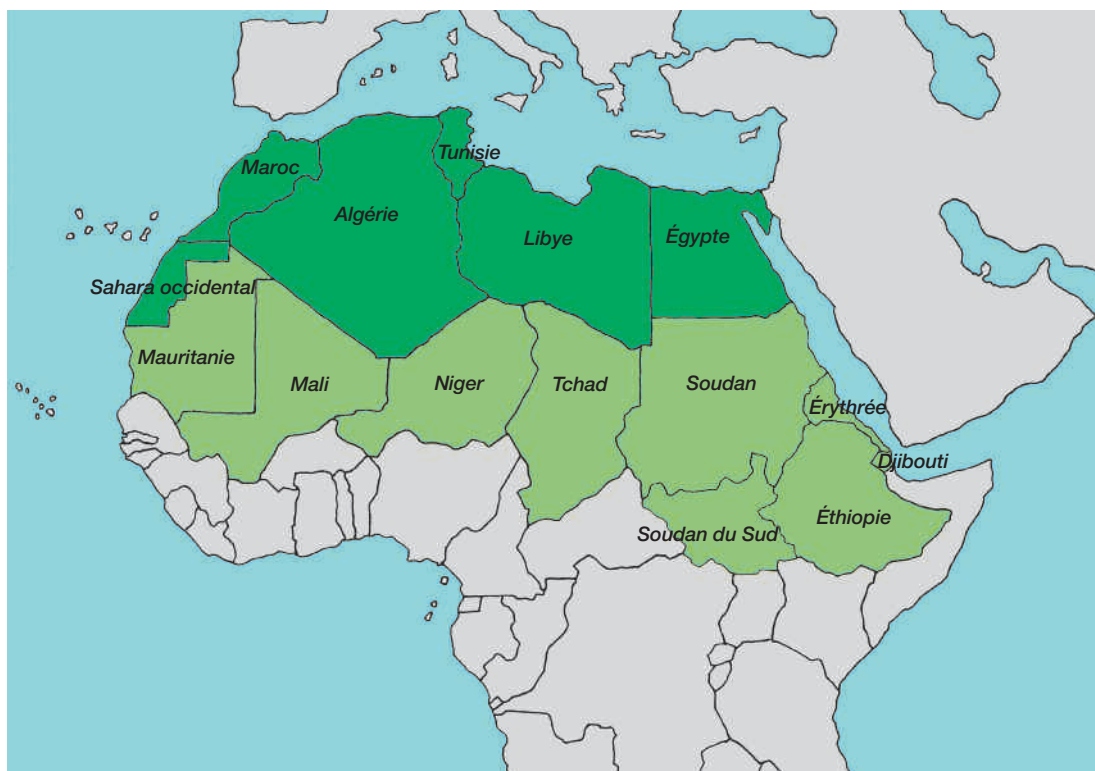 Tunisie
Maroc
Algérie
Libye
Égypte
Sahara occidental
Mauritanie
Mali
Niger
Tchad
Soudan
Érythrée
Djibouti
Éthiopie
Soudan du Sud